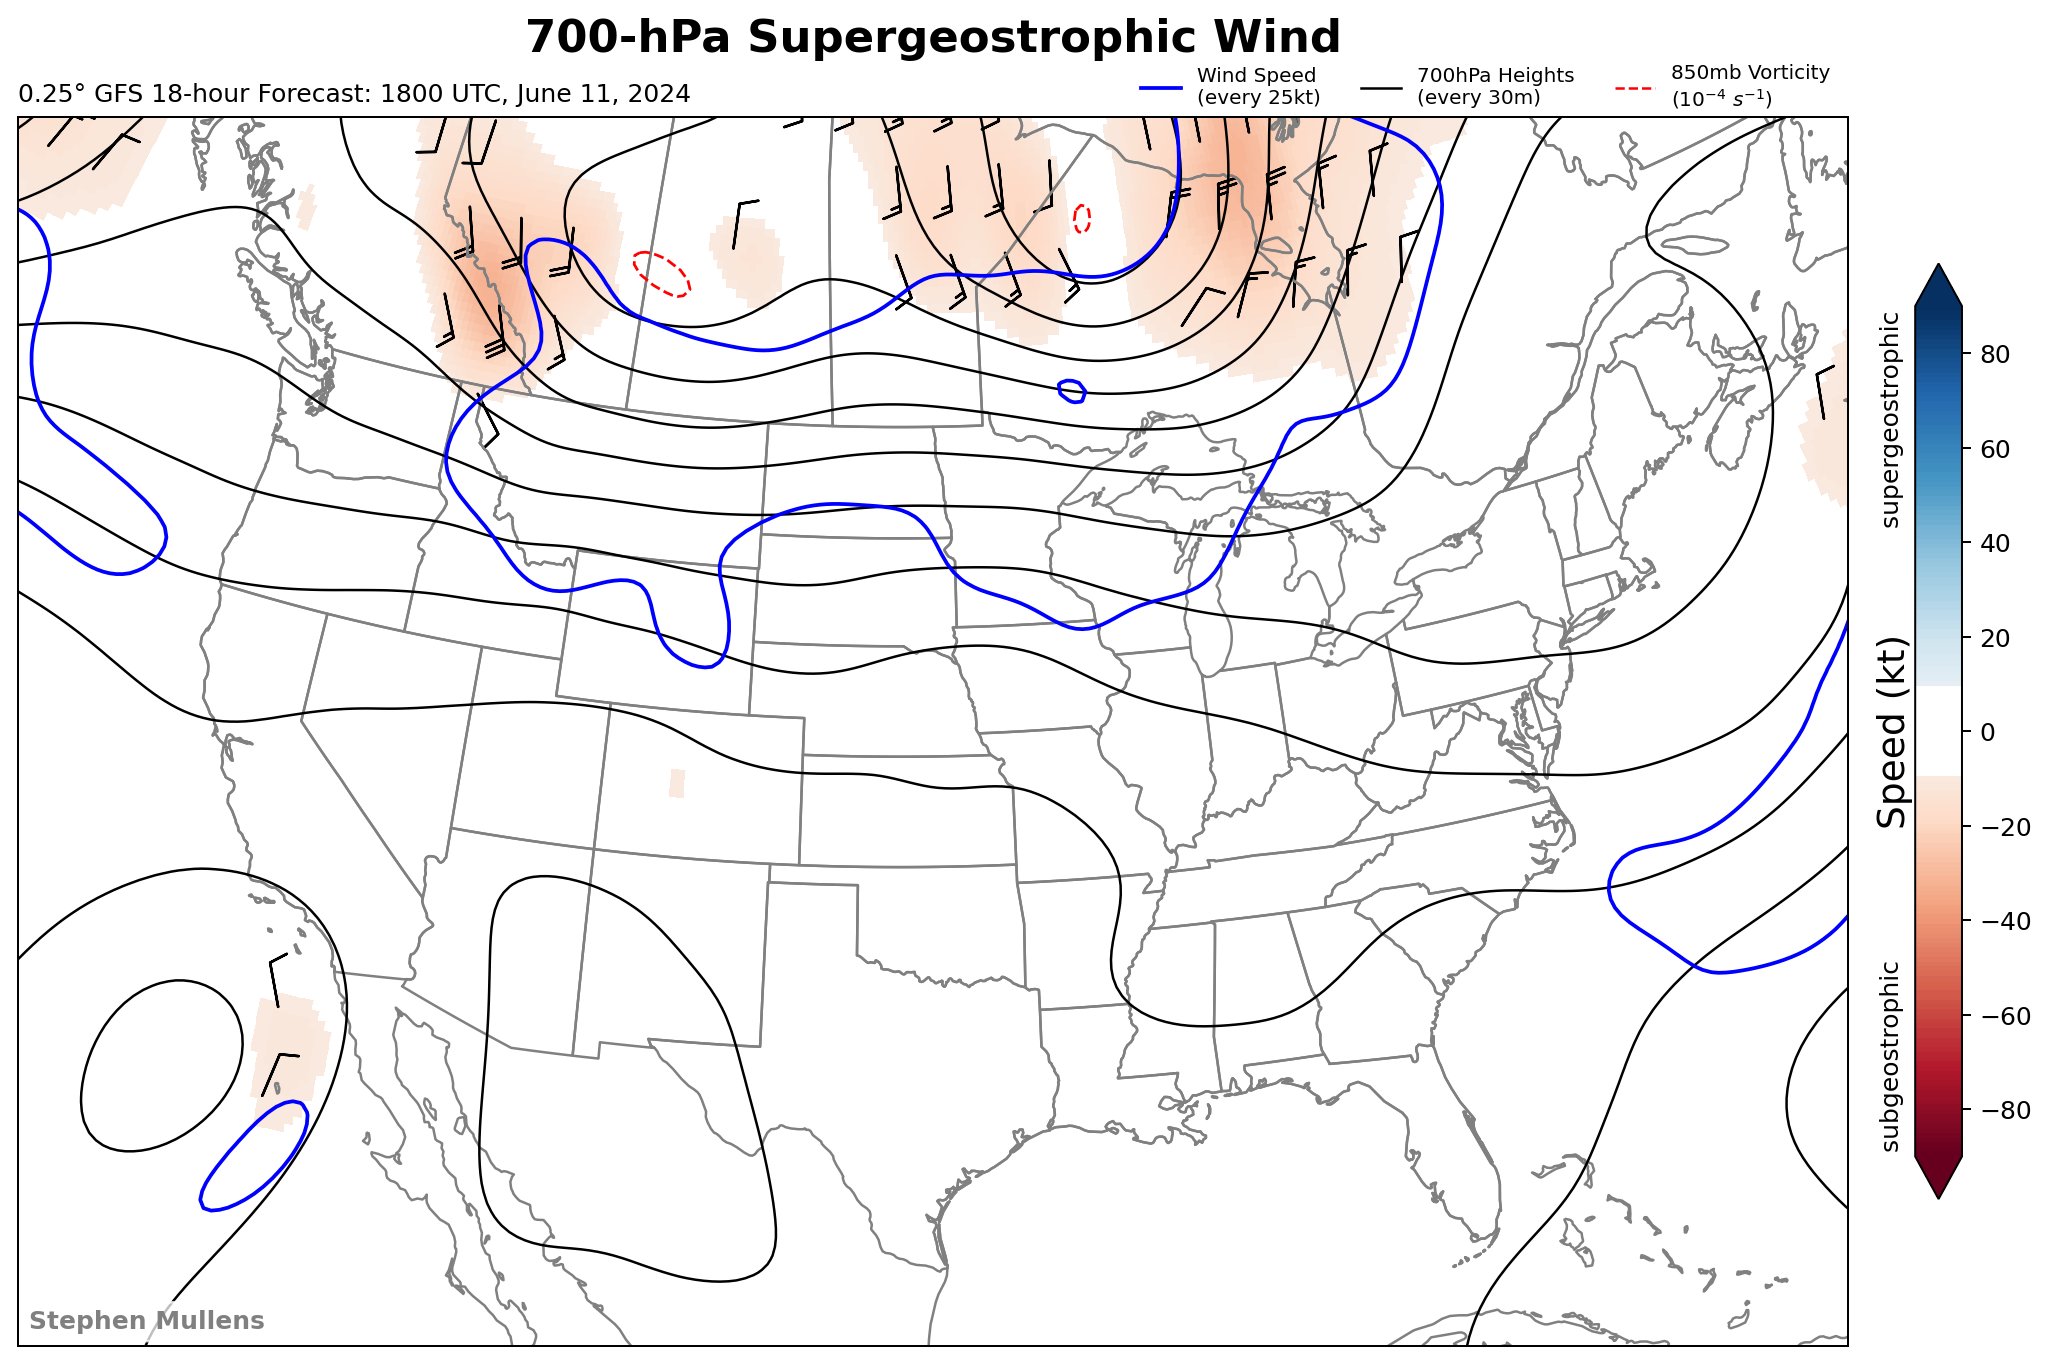 700-hPa Supergeostrophic Wind
0.25° GFS 18-hour Forecast: 1800 UTC, June 11, 2024
Wind Speed
(every 25kt)
700hPa Heights
(every 30m)
850mb Vorticity
(10⁻⁴ s⁻¹)
supergeostrophic
Speed (kt)
subgeostrophic
80
60
40
20
0
−20
−40
−60
−80
Stephen Mullens